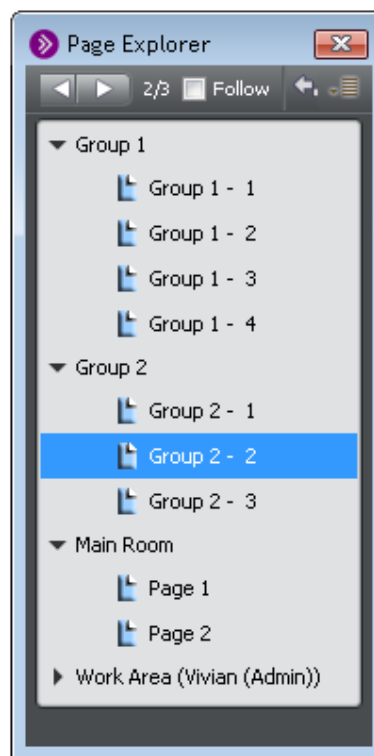 Page Explorer
2/3 Follow
Group 1
Group 1 - 1
Group 1 - 2
Group 1 - 3
Group 1 - 4
Group 2
Group 2 - 1
Group 2 - 2
Group 2 - 3
Main Room
Page 1
Page 2
Work Area (Vivian (Admin))